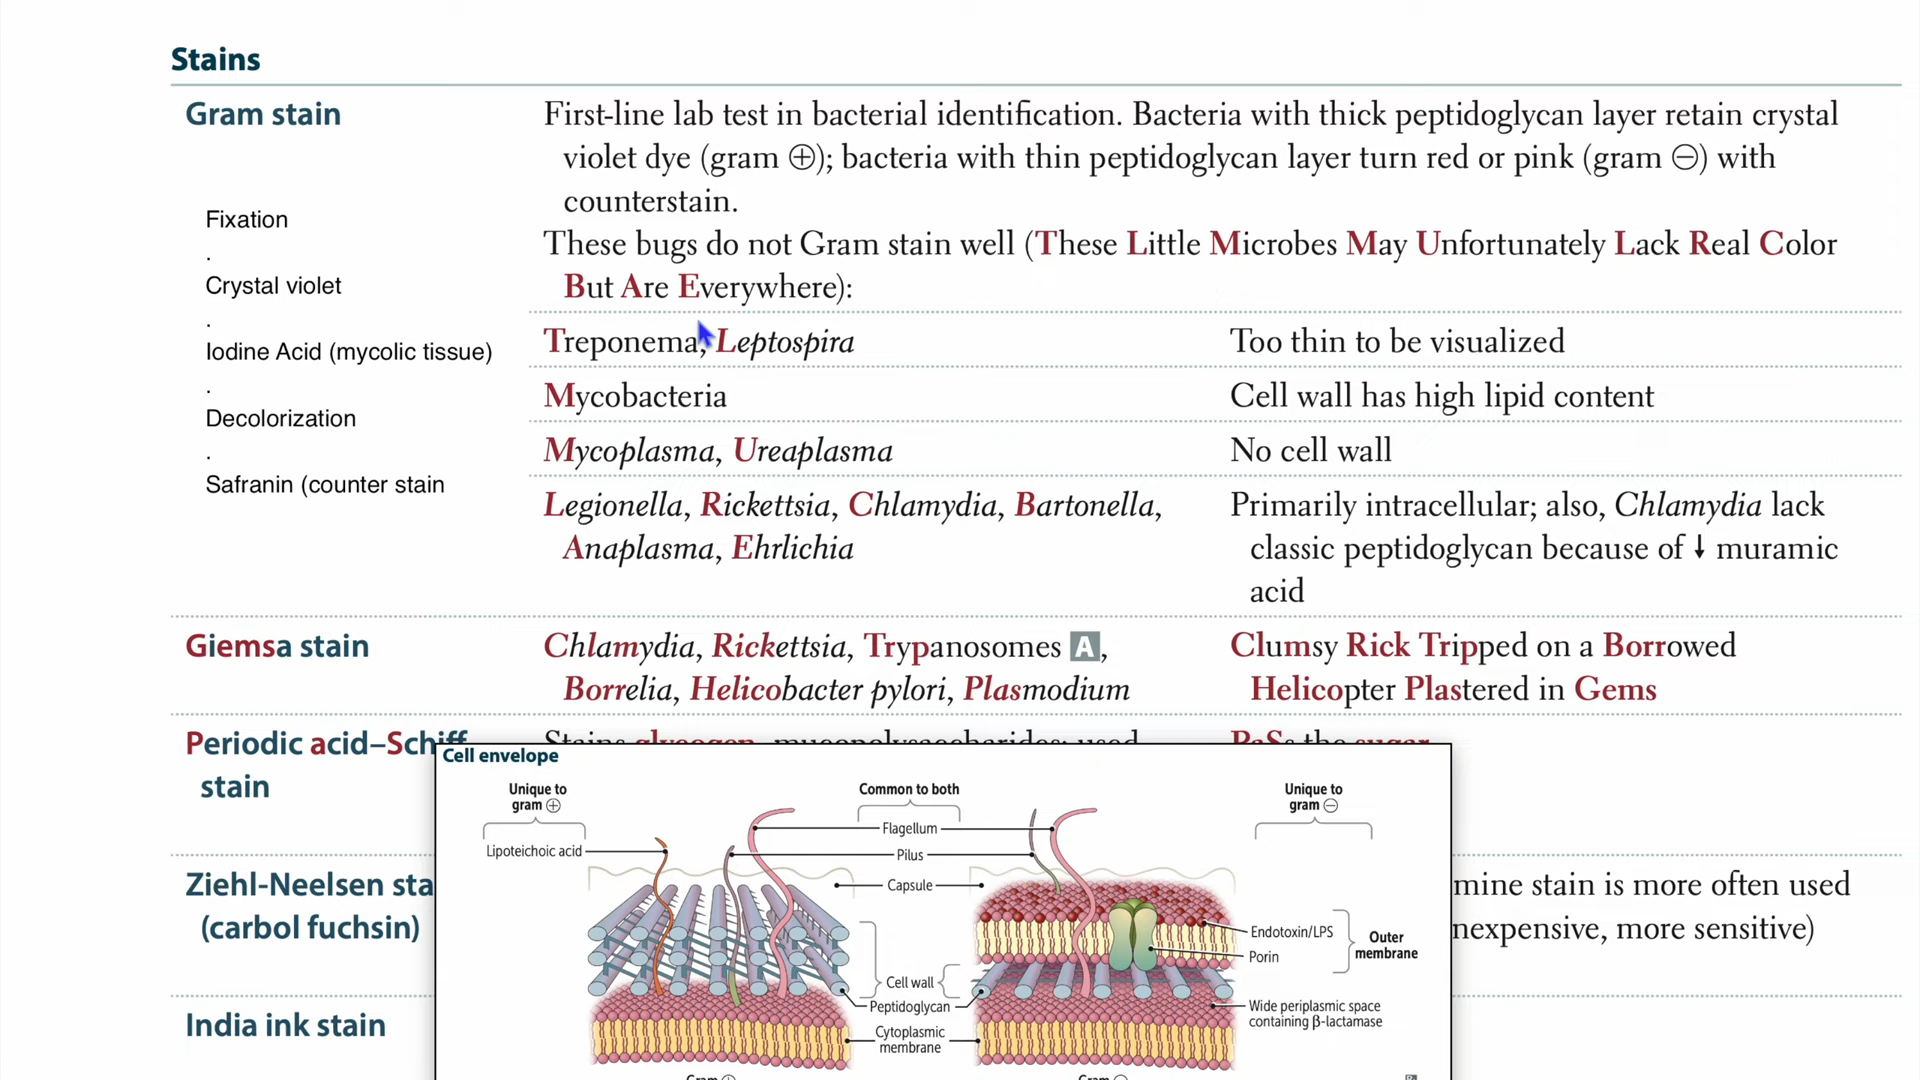 Stains
Gram stain
First-line lab test in bacterial identification. Bacteria with thick peptidoglycan layer retain crystal
violet dye (gram ⊕); bacteria with thin peptidoglycan layer turn red or pink (gram ⊖) with
counterstain.
These bugs do not Gram stain well (These Little Microbes May Unfortunately Lack Real Color
But Are Everywhere):
Fixation
.
Crystal violet
.
Iodine Acid (mycolic tissue)
.
Decolorization
.
Safranin (counter stain
Treponema, Leptospira
Too thin to be visualized
Mycobacteria
Cell wall has high lipid content
Mycoplasma, Ureaplasma
No cell wall
Legionella, Rickettsia, Chlamydia, Bartonella,
Anaplasma, Ehrlichia
Primarily intracellular; also, Chlamydia lack
classic peptidoglycan because of ↓ muramic
acid
Giemsa stain
Chlamydia, Rickettsia, Trypanosomes A,
Borrelia, Helicobacter pylori, Plasmodium
Clumsy Rick Tripped on a Borrowed
Helicopter Plastered in Gems
Periodic acid–Schiff
stain
Stains glycogen, mucopolysaccharides; used
PaSs the sugar
Ziehl-Neelsen sta
(carbol fuchsin)
mine stain is more often used
nexpensive, more sensitive)
India ink stain
Cell envelope
Unique to
gram ⊕
Common to both
Unique to
gram ⊖
Lipoteichoic acid
Flagellum
Pilus
Capsule
Cell wall
Peptidoglycan
Cytoplasmic
membrane
Endotoxin/LPS
Porin
Outer
membrane
Wide periplasmic space
containing β-lactamase